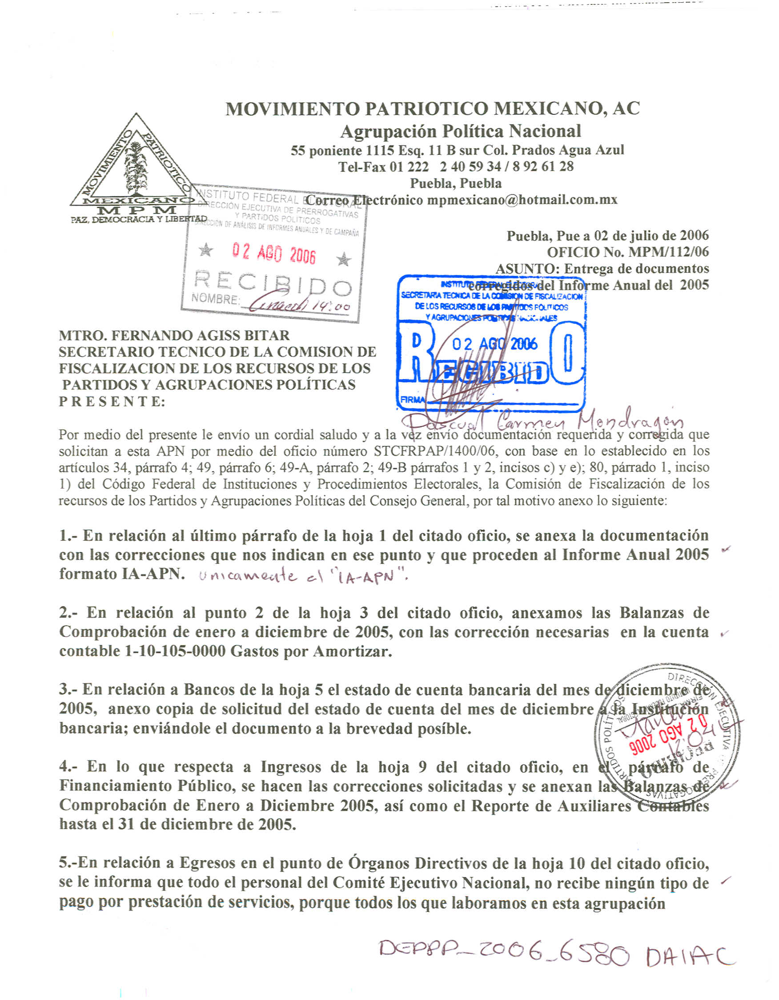 MOVIMIENTO PATRIOTICO MEXICANO, AC
Agrupación Política Nacional
55 poniente 1115 Esq. 11 B sur Col. Prados Agua Azul
Tel-Fax 01 222 2 40 59 34 / 8 92 61 28
Puebla, Puebla
Correo Electrónico mpmexicano@hotmail.com.mx
MOVIMIENTO PATRIOTICO
MEXICANO
MPM
PAZ, DEMOCRACIA Y LIBERTAD
INSTITUTO FEDERAL ELECTORAL
DIRECCIÓN EJECUTIVA DE PRERROGATIVAS
Y PARTIDOS POLÍTICOS
DIRECCIÓN DE ANÁLISIS DE INFORMES ANUALES Y DE CAMPAÑA
02 AGO 2006
RECIBIDO
NOMBRE: 14:00
Puebla, Pue a 02 de julio de 2006
OFICIO No. MPM/112/06
ASUNTO: Entrega de documentos
corregidos del Informe Anual del 2005
INSTITUTO FEDERAL ELECTORAL
SECRETARIA TECNICA DE LA COMISION DE FISCALIZACION
DE LOS RECURSOS DE LOS PARTIDOS POLITICOS
Y AGRUPACIONES POLITICAS NACIONALES
02 AGO 2006
RECIBIDO
FIRMA
Pascual Carmen Mondragón
MTRO. FERNANDO AGISS BITAR
SECRETARIO TECNICO DE LA COMISION DE
FISCALIZACION DE LOS RECURSOS DE LOS
PARTIDOS Y AGRUPACIONES POLÍTICAS
P R E S E N T E:
Por medio del presente le envío un cordial saludo y a la vez envío documentación requerida y corregida que
solicitan a esta APN por medio del oficio número STCFRPAP/1400/06, con base en lo establecido en los
artículos 34, párrafo 4; 49, párrafo 6; 49-A, párrafo 2; 49-B párrafos 1 y 2, incisos c) y e); 80, párrado 1, inciso
1) del Código Federal de Instituciones y Procedimientos Electorales, la Comisión de Fiscalización de los
recursos de los Partidos y Agrupaciones Políticas del Consejo General, por tal motivo anexo lo siguiente:
1.- En relación al último párrafo de la hoja 1 del citado oficio, se anexa la documentación
con las correcciones que nos indican en ese punto y que proceden al Informe Anual 2005
formato IA-APN. unicamente el "IA-APN".
2.- En relación al punto 2 de la hoja 3 del citado oficio, anexamos las Balanzas de
Comprobación de enero a diciembre de 2005, con las corrección necesarias en la cuenta
contable 1-10-105-0000 Gastos por Amortizar.
3.- En relación a Bancos de la hoja 5 el estado de cuenta bancaria del mes de diciembre de
2005, anexo copia de solicitud del estado de cuenta del mes de diciembre a la Institución
bancaria; enviándole el documento a la brevedad posíble.
DIRECCIÓN EJECUTIVA DE PRERROGATIVAS PARTIDOS POLÍTICOS
02 AGO 2006
RECIBIDO
4.- En lo que respecta a Ingresos de la hoja 9 del citado oficio, en el párrafo de
Financiamiento Público, se hacen las correcciones solicitadas y se anexan las Balanzas de
Comprobación de Enero a Diciembre 2005, así como el Reporte de Auxiliares Contables
hasta el 31 de diciembre de 2005.
5.-En relación a Egresos en el punto de Órganos Directivos de la hoja 10 del citado oficio,
se le informa que todo el personal del Comité Ejecutivo Nacional, no recibe ningún tipo de
pago por prestación de servicios, porque todos los que laboramos en esta agrupación
DEPPP_2006_6580 DAIAC